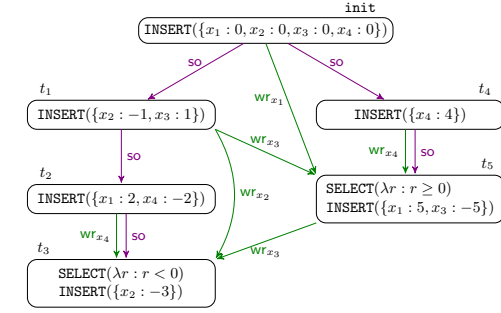 init
INSERT({x₁ : 0, x₂ : 0, x₃ : 0, x₄ : 0})
so
so
wrₓ₁
t₁
t₄
INSERT({x₂ : −1, x₃ : 1})
INSERT({x₄ : 4})
so
wrₓ₃
wrₓ₄
so
t₂
t₅
INSERT({x₁ : 2, x₄ : −2})
wrₓ₂
SELECT(λr : r ≥ 0)
INSERT({x₁ : 5, x₃ : −5})
wrₓ₄
so
wrₓ₃
t₃
SELECT(λr : r < 0)
INSERT({x₂ : −3})